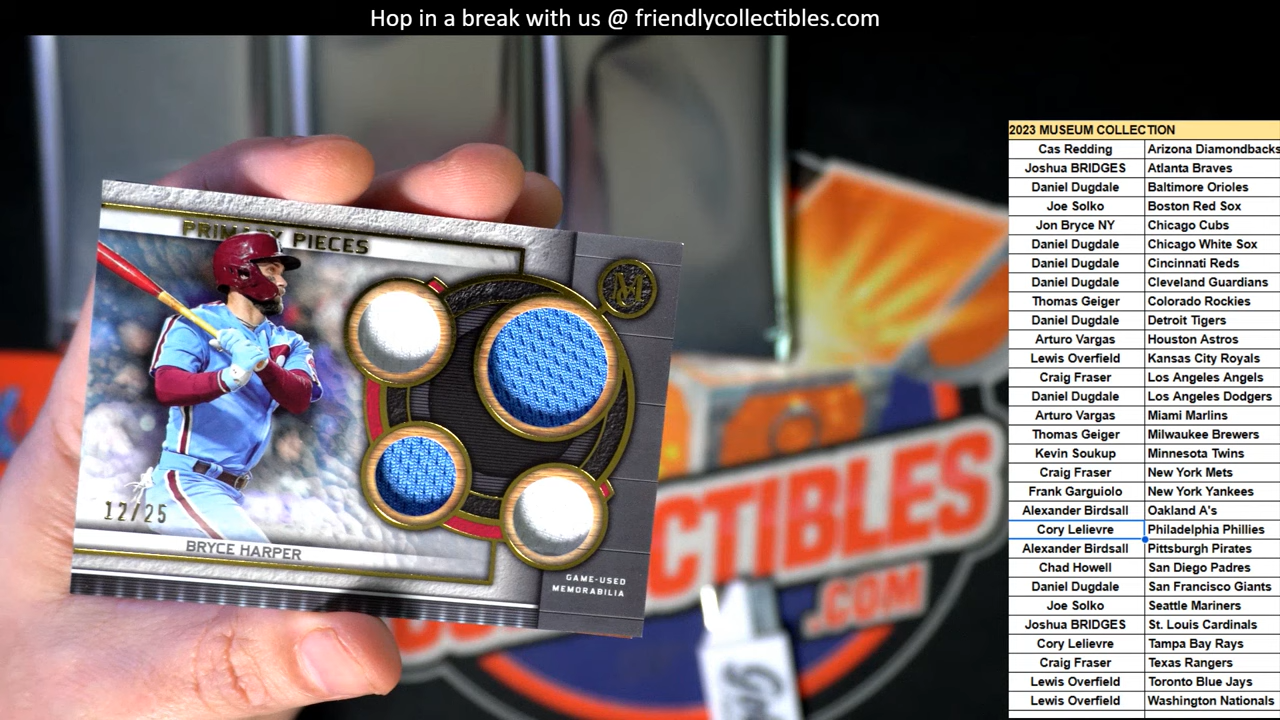 Hop in a break with us @ friendlycollectibles.com
PRIMARY PIECES
M
12/25
BRYCE HARPER
GAME-USED
MEMORABILIA
CTIBLES
.COM
2023 MUSEUM COLLECTION
Cas Redding Arizona Diamondbacks
Joshua BRIDGES Atlanta Braves
Daniel Dugdale Baltimore Orioles
Joe Solko Boston Red Sox
Jon Bryce NY Chicago Cubs
Daniel Dugdale Chicago White Sox
Daniel Dugdale Cincinnati Reds
Daniel Dugdale Cleveland Guardians
Thomas Geiger Colorado Rockies
Daniel Dugdale Detroit Tigers
Arturo Vargas Houston Astros
Lewis Overfield Kansas City Royals
Craig Fraser Los Angeles Angels
Daniel Dugdale Los Angeles Dodgers
Arturo Vargas Miami Marlins
Thomas Geiger Milwaukee Brewers
Kevin Soukup Minnesota Twins
Craig Fraser New York Mets
Frank Garguiolo New York Yankees
Alexander Birdsall Oakland A's
Cory Lelievre Philadelphia Phillies
Alexander Birdsall Pittsburgh Pirates
Chad Howell San Diego Padres
Daniel Dugdale San Francisco Giants
Joe Solko Seattle Mariners
Joshua BRIDGES St. Louis Cardinals
Cory Lelievre Tampa Bay Rays
Craig Fraser Texas Rangers
Lewis Overfield Toronto Blue Jays
Lewis Overfield Washington Nationals